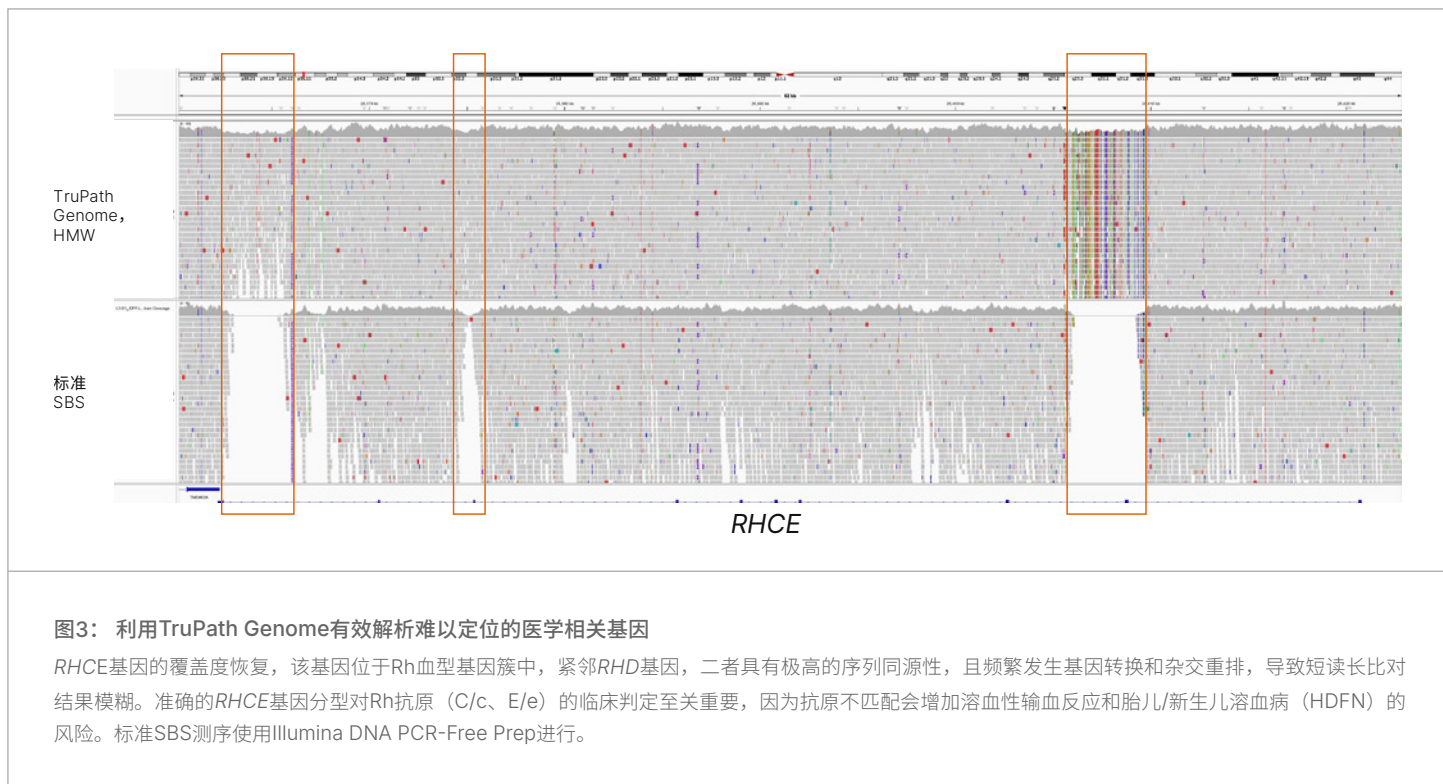 TruPath
Genome，
HMW
标准
SBS
RHCE
图3： 利用TruPath Genome有效解析难以定位的医学相关基因
RHCE基因的覆盖度恢复，该基因位于Rh血型基因簇中，紧邻RHD基因，二者具有极高的序列同源性，且频繁发生基因转换和杂交重排，导致短读长比对
结果模糊。准确的RHCE基因分型对Rh抗原（C/c、E/e）的临床判定至关重要，因为抗原不匹配会增加溶血性输血反应和胎儿/新生儿溶血病（HDFN）的
风险。标准SBS测序使用Illumina DNA PCR-Free Prep进行。